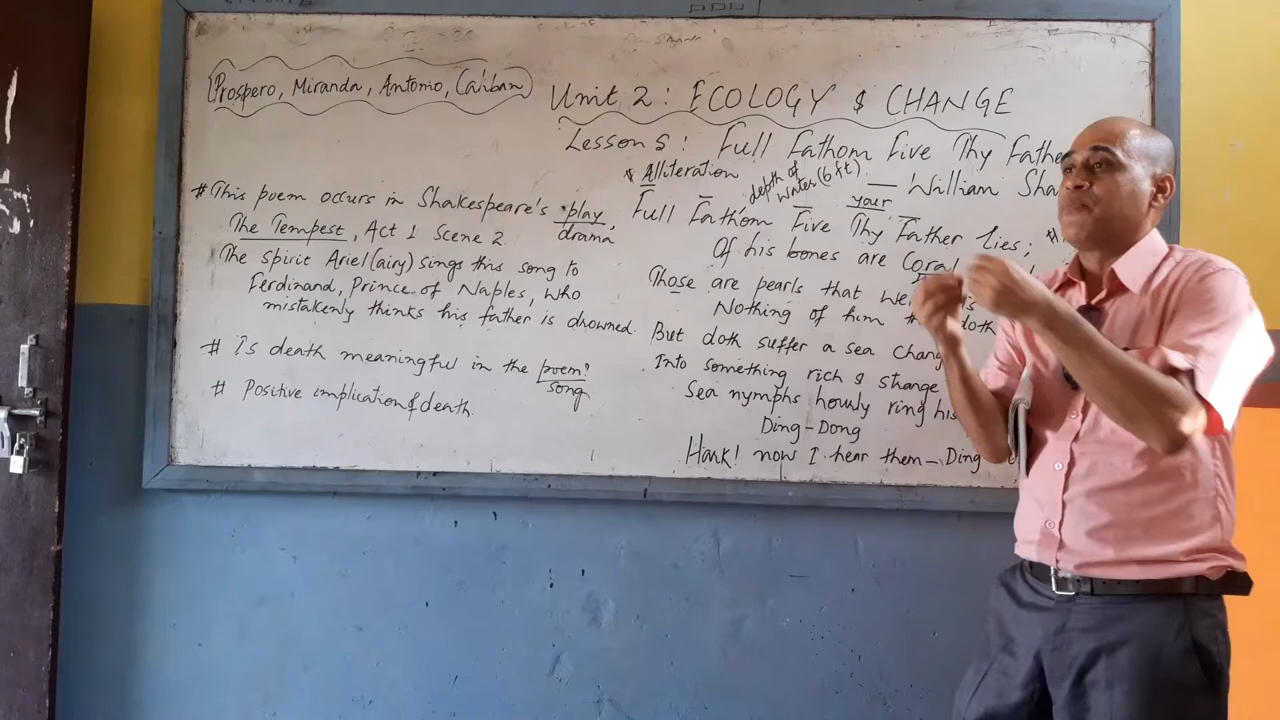 Prospero, Miranda, Antonio, Caliban
Unit 2: ECOLOGY & CHANGE
Lesson 5: Full Fathom Five Thy Father
— William Sha
# This poem occurs in Shakespeare's play,
drama
The Tempest, Act 1 Scene 2.
The spirit Ariel (airy) sings this song to
Ferdinand, Prince of Naples, who
mistakenly thinks his father is drowned.
# Is death meaningful in the poem?
song
# Positive implication of death.
* Alliteration
depth of
water (6ft)
your
Full Fathom Five Thy Father lies;
Of his bones are Coral
Those are pearls that we
Nothing of him th doth
But doth suffer a sea chang
Into something rich & strange
Sea nymphs hourly ring his
Ding-Dong
Hark! now I hear them – Ding